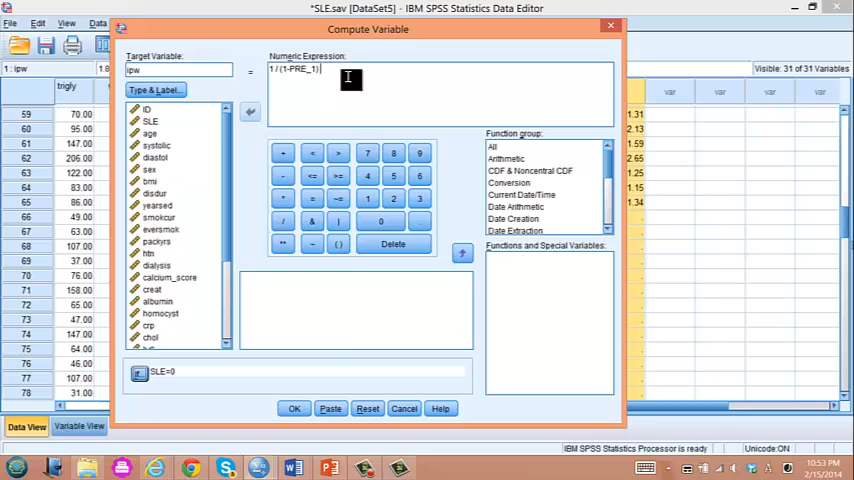 *SLE.sav [DataSet5] - IBM SPSS Statistics Data Editor
File Edit View Data
Compute Variable
Target Variable:
ipw
=
Numeric Expression:
1 / (1-PRE_1)
Type & Label...
1 : ipw
1.8
Visible: 31 of 31 Variables
trigly
var var var
59 70.00 1.31
60 95.00 2.13
61 147.00 1.59
62 206.00 2.65
63 122.00 1.25
64 83.00 1.15
65 86.00 1.34
66 49.00
67 63.00
68 107.00
69 37.00
70 76.00
71 158.00
72 65.00
73 47.00
74 147.00
75 64.00
76 46.00
77 107.00
78 31.00
ID
SLE
age
systolic
diastol
sex
bmi
disdur
yearsed
smokcur
eversmok
packyrs
htn
dialysis
calcium_score
creat
albumin
homocyst
crp
chol
+ < > 7 8 9
- <= >= 4 5 6
* = ~= 1 2 3
/ & | 0 .
** ~ ( ) Delete
Function group:
All
Arithmetic
CDF & Noncentral CDF
Conversion
Current Date/Time
Date Arithmetic
Date Creation
Date Extraction
Functions and Special Variables:
If... SLE=0
OK Paste Reset Cancel Help
Data View Variable View
IBM SPSS Statistics Processor is ready
Unicode:ON
10:53 PM
2/15/2014